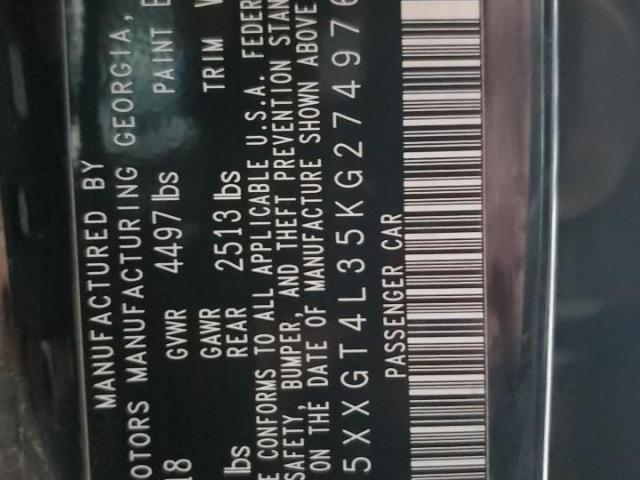 MANUFACTURED BY
OTORS MANUFACTURING GEORGIA,
18 GVWR 4497 lbs PAINT E
GAWR
lbs REAR 2513 lbs TRIM
E CONFORMS TO ALL APPLICABLE U.S.A. FEDER
SAFETY, BUMPER, AND THEFT PREVENTION STAN
ON THE DATE OF MANUFACTURE SHOWN ABOVE
5XXGT4L35KG274976
PASSENGER CAR